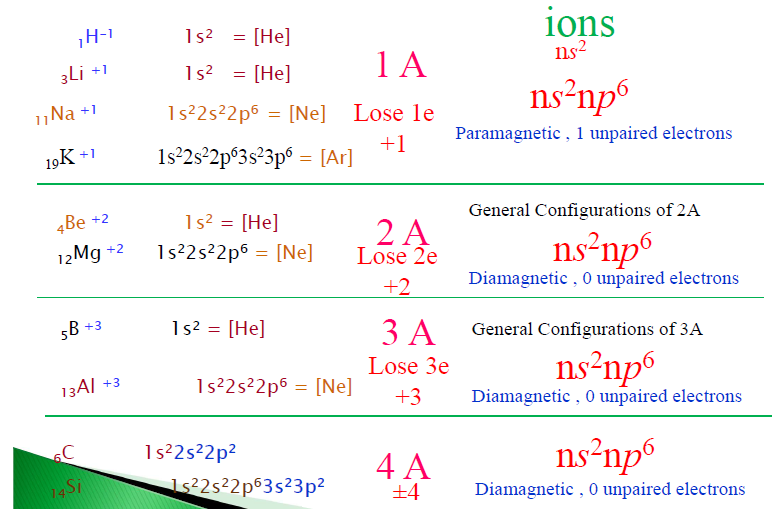 ions
₁H⁻¹ 1s² = [He] ns²
₃Li ⁺¹ 1s² = [He] 1 A
ns²np⁶
₁₁Na ⁺¹ 1s²2s²2p⁶ = [Ne] Lose 1e
Paramagnetic , 1 unpaired electrons
+1
₁₉K ⁺¹ 1s²2s²2p⁶3s²3p⁶ = [Ar]
General Configurations of 2A
₄Be ⁺² 1s² = [He] 2 A
₁₂Mg ⁺² 1s²2s²2p⁶ = [Ne] Lose 2e ns²np⁶
+2 Diamagnetic , 0 unpaired electrons
₅B ⁺³ 1s² = [He] 3 A General Configurations of 3A
Lose 3e ns²np⁶
₁₃Al ⁺³ 1s²2s²2p⁶ = [Ne] +3 Diamagnetic , 0 unpaired electrons
₆C 1s²2s²2p² 4 A ns²np⁶
₁₄Si 1s²2s²2p⁶3s²3p² ±4 Diamagnetic , 0 unpaired electrons